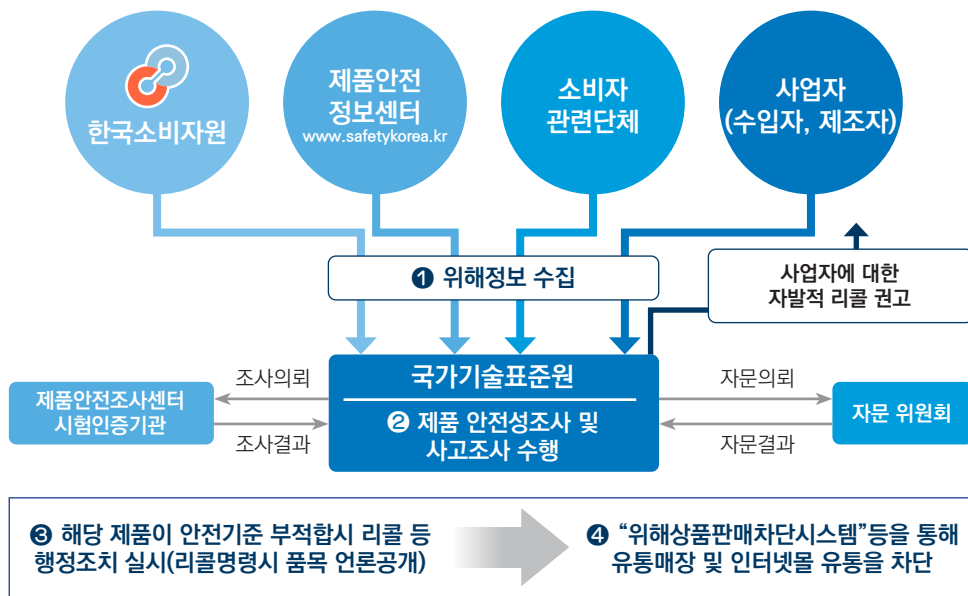 한국소비자원
제품안전
정보센터
www.safetykorea.kr
소비자
관련단체
사업자
(수입자, 제조자)
❶ 위해정보 수집
사업자에 대한
자발적 리콜 권고
제품안전조사센터
시험인증기관
조사의뢰
조사결과
국가기술표준원
❷ 제품 안전성조사 및
사고조사 수행
자문의뢰
자문결과
자문 위원회
❸ 해당 제품이 안전기준 부적합시 리콜 등
행정조치 실시(리콜명령시 품목 언론공개)
❹ “위해상품판매차단시스템”등을 통해
유통매장 및 인터넷몰 유통을 차단